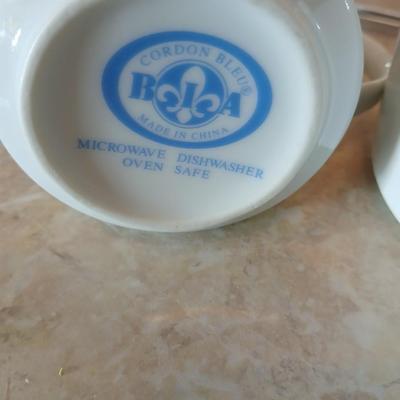 CORDON BLEU®
BIA
MADE IN CHINA
MICROWAVE DISHWASHER
OVEN SAFE